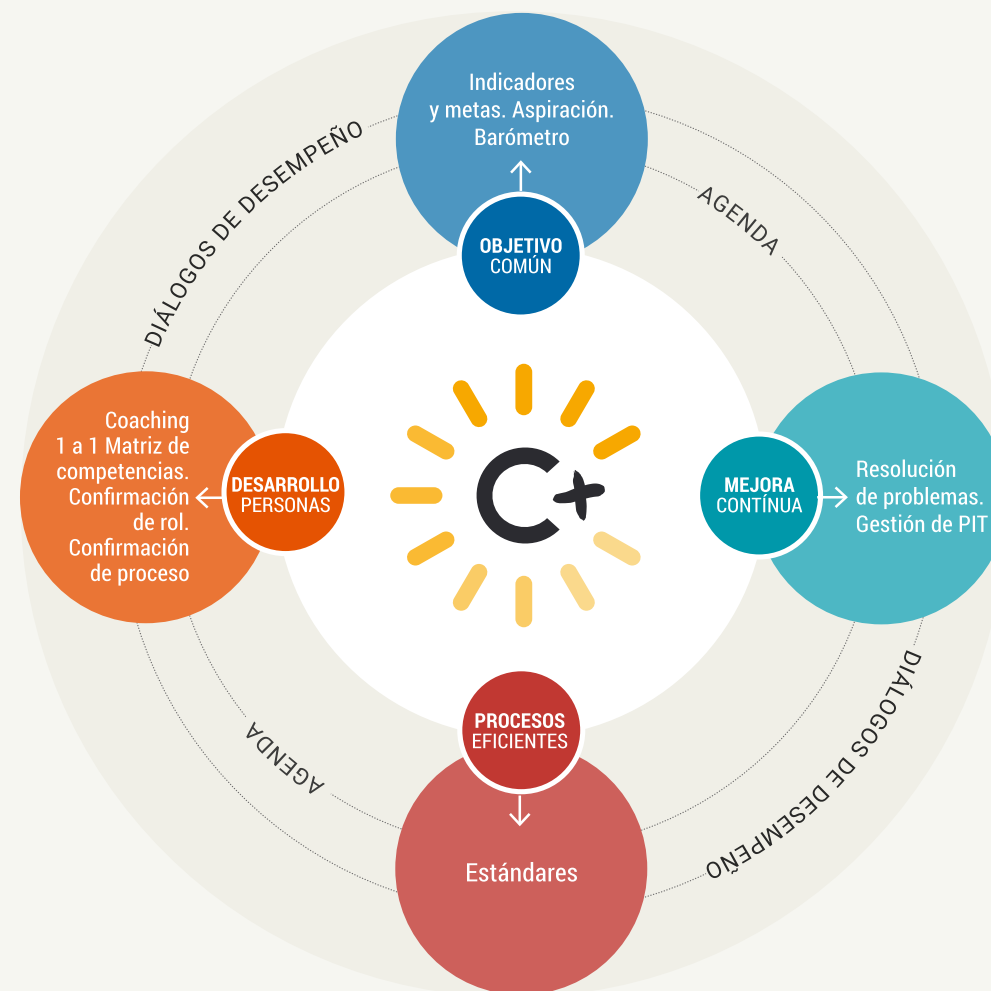 Indicadores
y metas. Aspiración.
Barómetro
OBJETIVO
COMÚN
DIÁLOGOS DE DESEMPEÑO
AGENDA
Coaching
1 a 1 Matriz de
competencias.
Confirmación
de rol.
Confirmación
de proceso
DESARROLLO
PERSONAS
C+
MEJORA
CONTÍNUA
Resolución
de problemas.
Gestión de PIT
PROCESOS
EFICIENTES
Estándares
AGENDA
DIÁLOGOS DE DESEMPEÑO